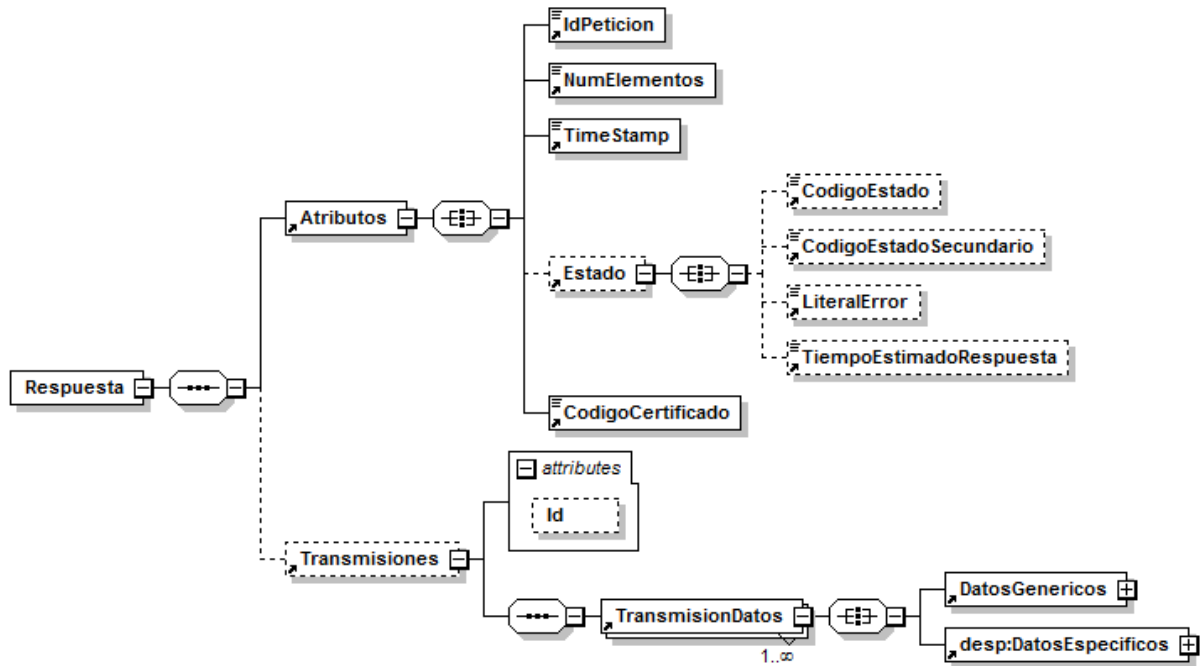 IdPeticion
NumElementos
TimeStamp
CodigoEstado
Atributos
CodigoEstadoSecundario
Estado
LiteralError
TiempoEstimadoRespuesta
Respuesta
CodigoCertificado
attributes
Id
Transmisiones
DatosGenericos
TransmisionDatos
desp:DatosEspecificos
1..∞